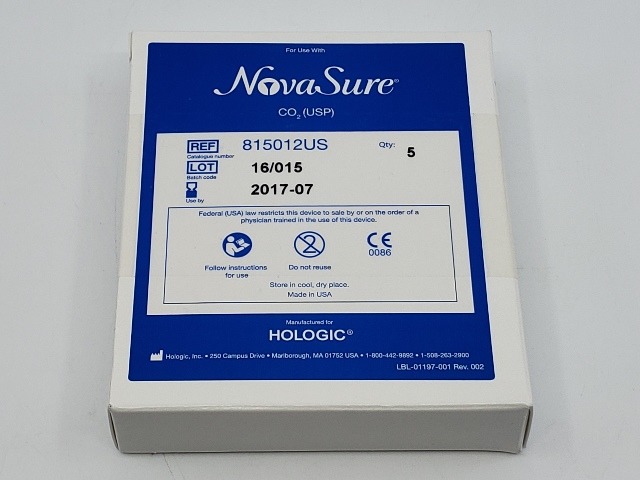 For Use With
NovaSure®
CO2 (USP)
REF 815012US Qty: 5
Catalogue number
LOT 16/015
Batch code
2017-07
Use by
Federal (USA) law restricts this device to sale by or on the order of a
physician trained in the use of this device.
2 CE
0086
Follow instructions
for use
Do not reuse
Store in cool, dry place.
Made in USA
Manufactured for
HOLOGIC®
Hologic, Inc. • 250 Campus Drive • Marlborough, MA 01752 USA • 1-800-442-9892 • 1-508-263-2900
LBL-01197-001 Rev. 002